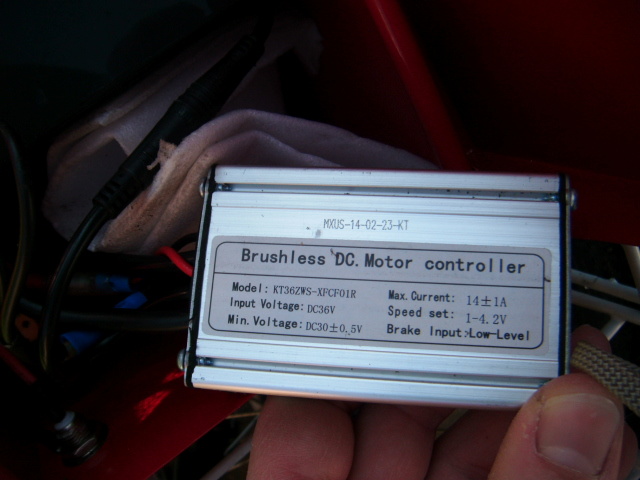 MXUS-14-02-23-KT
Brushless DC.Motor controller
Model: KT36ZWS-XFCF01R
Input Voltage: DC36V
Min. Voltage: DC30±0.5V
Max. Current: 14±1A
Speed set: 1-4.2V
Brake Input: Low-Level